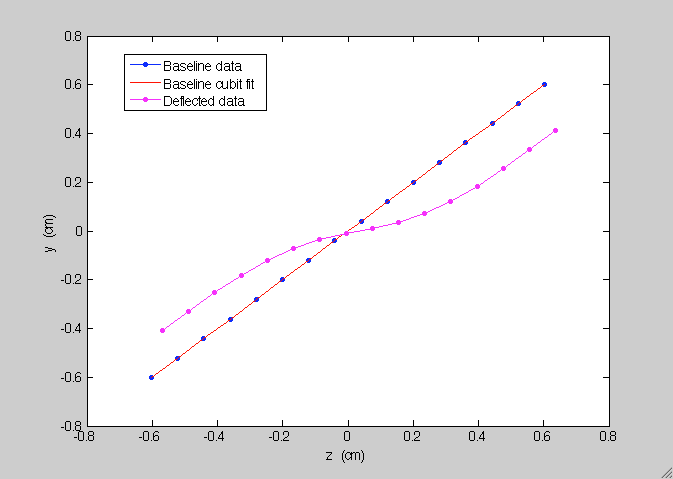 0.8
Baseline data
Baseline cubit fit
Deflected data
0.6
0.4
0.2
0
-0.2
-0.4
-0.6
-0.8
y (cm)
-0.8 -0.6 -0.4 -0.2 0 0.2 0.4 0.6 0.8
z (cm)